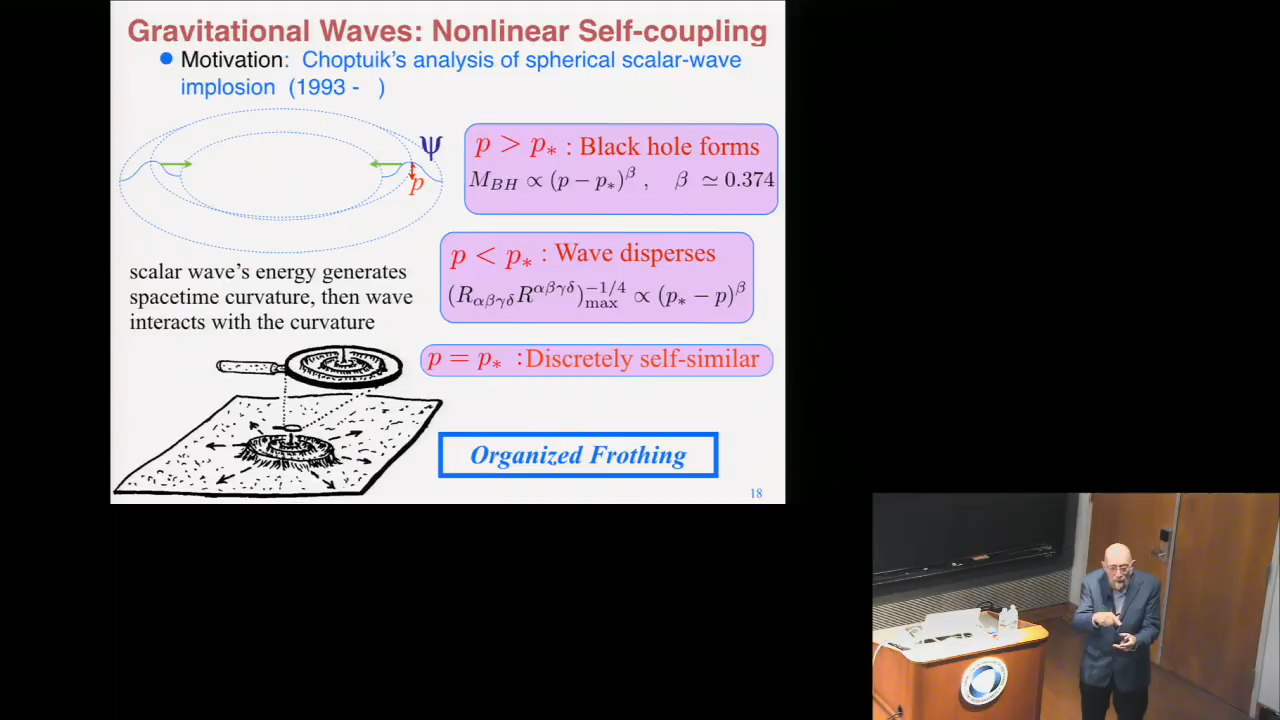 Gravitational Waves: Nonlinear Self-coupling
● Motivation: Choptuik's analysis of spherical scalar-wave
implosion (1993 - )
ψ
p
p > p* : Black hole forms
M_BH ∝ (p − p*)^β , β ≃ 0.374
p < p* : Wave disperses
(R_αβγδ R^αβγδ)_max^−1/4 ∝ (p* − p)^β
scalar wave's energy generates
spacetime curvature, then wave
interacts with the curvature
p = p* : Discretely self-similar
Organized Frothing
18